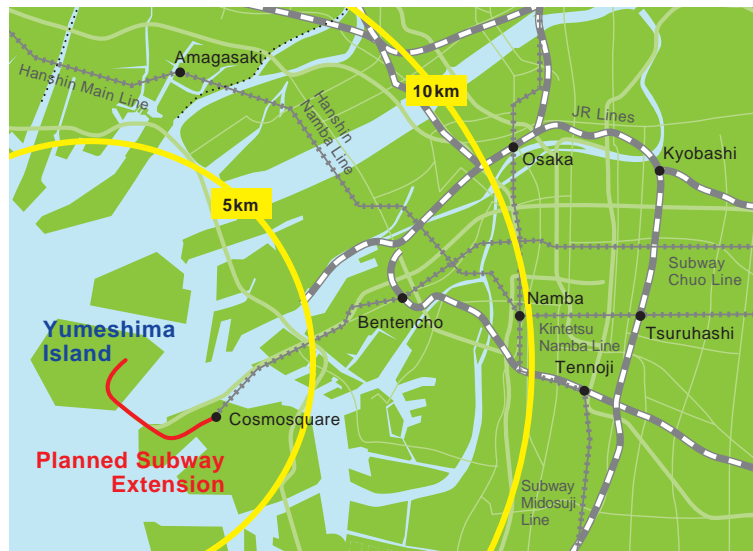 Amagasaki
Hanshin Main Line
Hanshin
Namba Line
10km
JR Lines
Osaka
Kyobashi
5km
Subway
Chuo Line
Namba
Bentencho
Kintetsu
Namba Line
Tsuruhashi
Yumeshima
Island
Tennoji
Cosmosquare
Planned Subway
Extension
Subway
Midosuji
Line